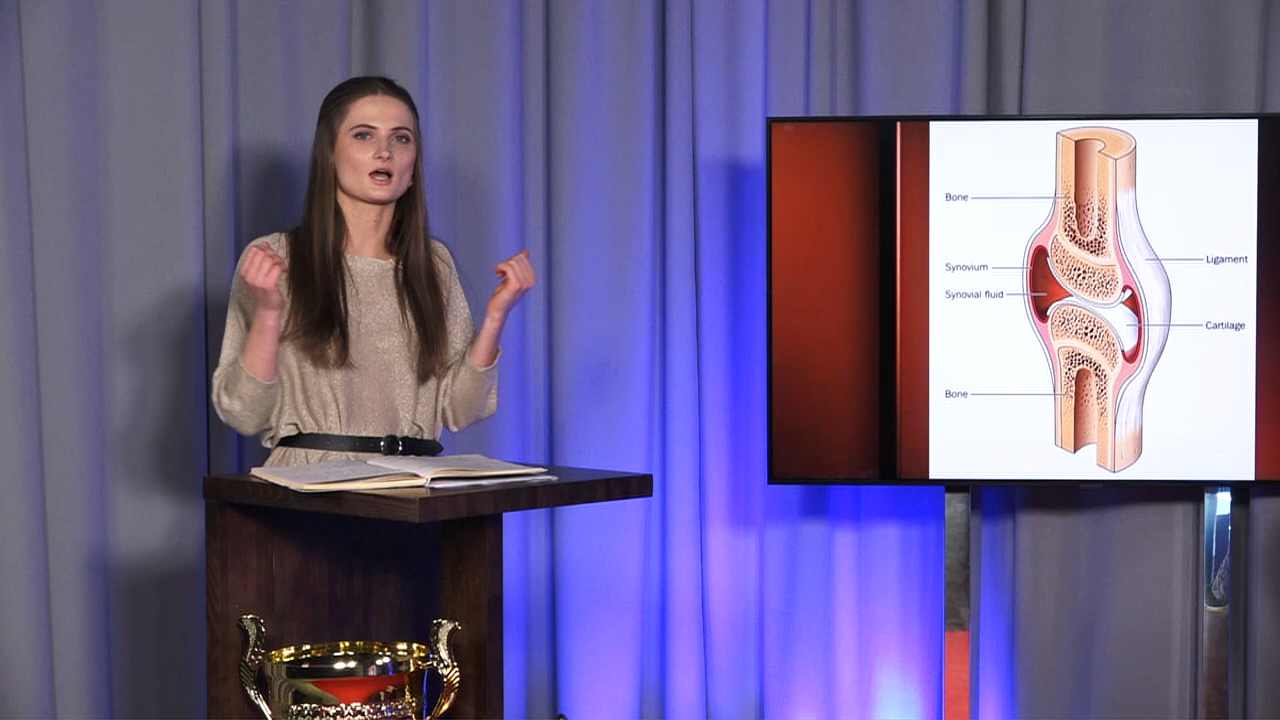 Bone
Ligament
Synovium
Synovial fluid
Cartilage
Bone